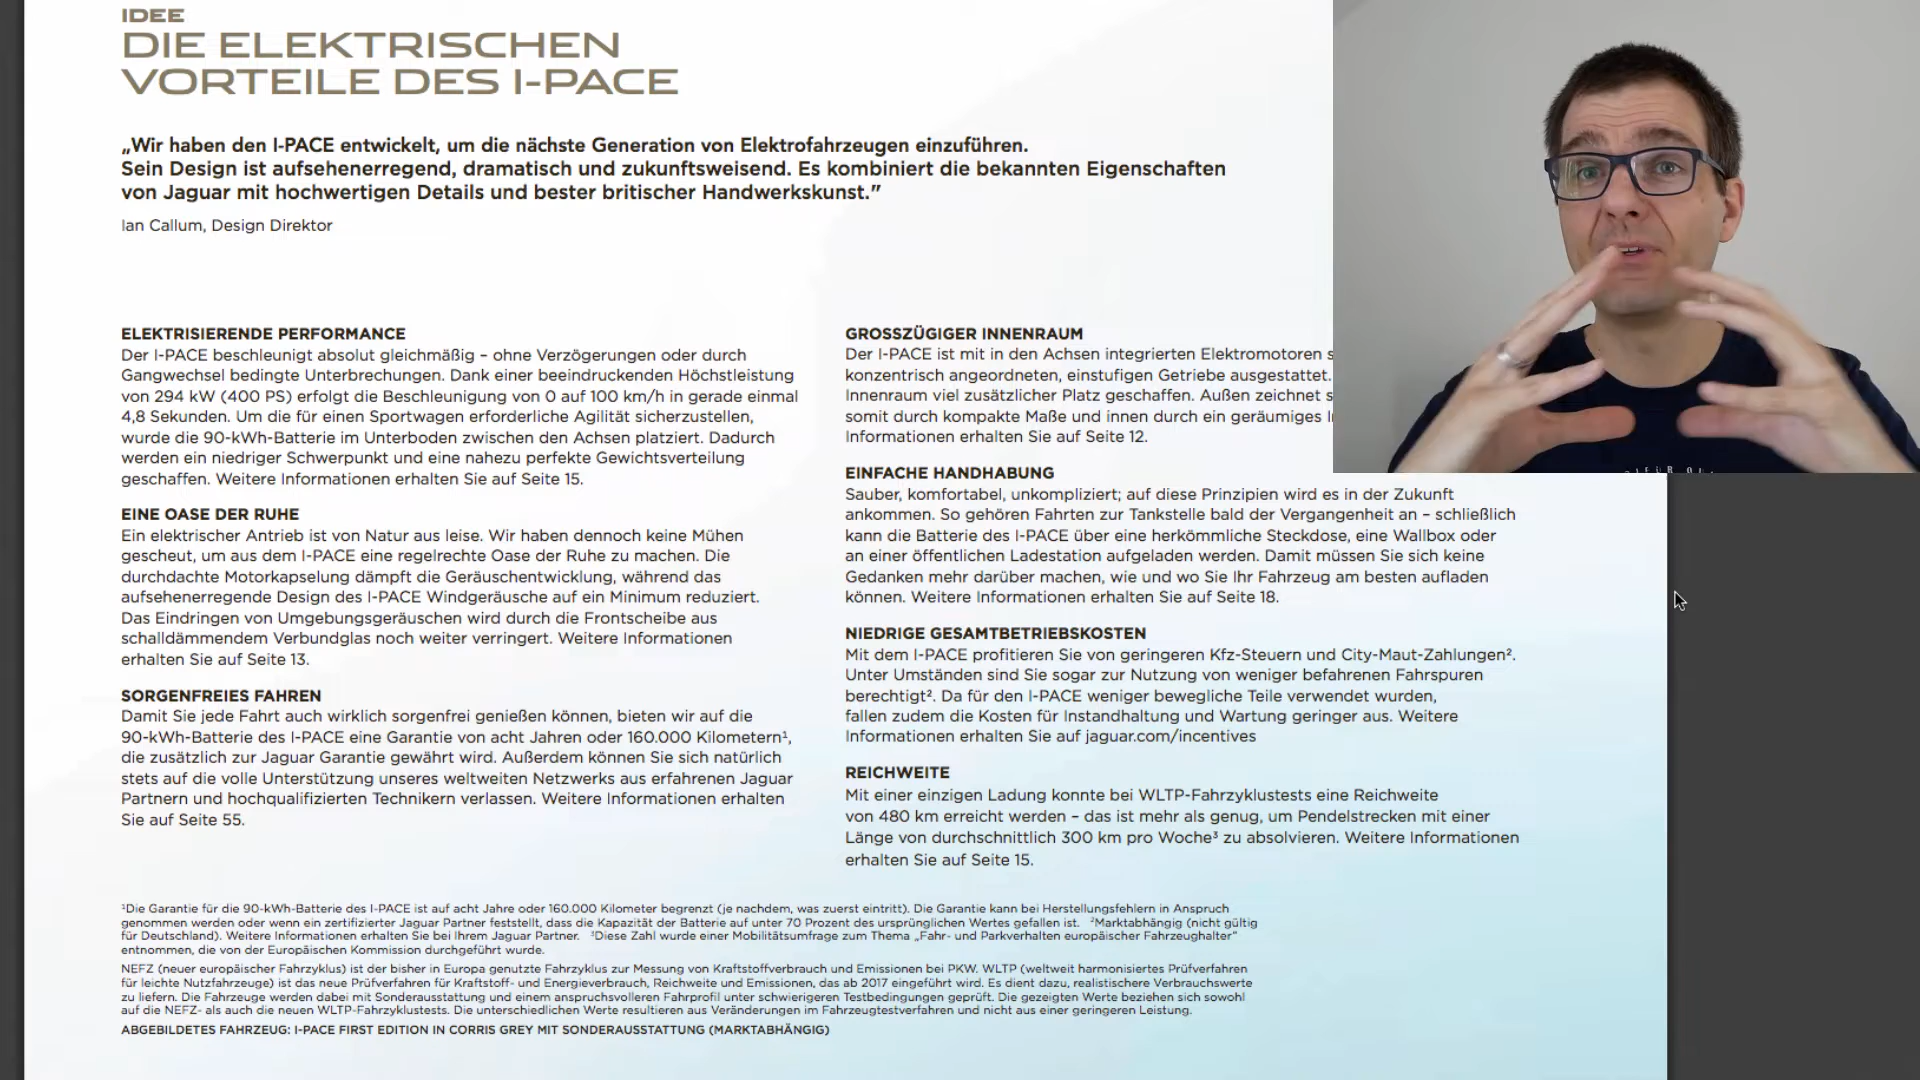 IDEE
DIE ELEKTRISCHEN
VORTEILE DES I-PACE
„Wir haben den I-PACE entwickelt, um die nächste Generation von Elektrofahrzeugen einzuführen.
Sein Design ist aufsehenerregend, dramatisch und zukunftsweisend. Es kombiniert die bekannten Eigenschaften
von Jaguar mit hochwertigen Details und bester britischer Handwerkskunst."
Ian Callum, Design Direktor
ELEKTRISIERENDE PERFORMANCE
Der I-PACE beschleunigt absolut gleichmäßig – ohne Verzögerungen oder durch
Gangwechsel bedingte Unterbrechungen. Dank einer beeindruckenden Höchstleistung
von 294 kW (400 PS) erfolgt die Beschleunigung von 0 auf 100 km/h in gerade einmal
4,8 Sekunden. Um die für einen Sportwagen erforderliche Agilität sicherzustellen,
wurde die 90-kWh-Batterie im Unterboden zwischen den Achsen platziert. Dadurch
werden ein niedriger Schwerpunkt und eine nahezu perfekte Gewichtsverteilung
geschaffen. Weitere Informationen erhalten Sie auf Seite 15.
EINE OASE DER RUHE
Ein elektrischer Antrieb ist von Natur aus leise. Wir haben dennoch keine Mühen
gescheut, um aus dem I-PACE eine regelrechte Oase der Ruhe zu machen. Die
durchdachte Motorkapselung dämpft die Geräuschentwicklung, während das
aufsehenerregende Design des I-PACE Windgeräusche auf ein Minimum reduziert.
Das Eindringen von Umgebungsgeräuschen wird durch die Frontscheibe aus
schalldämmendem Verbundglas noch weiter verringert. Weitere Informationen
erhalten Sie auf Seite 13.
SORGENFREIES FAHREN
Damit Sie jede Fahrt auch wirklich sorgenfrei genießen können, bieten wir auf die
90-kWh-Batterie des I-PACE eine Garantie von acht Jahren oder 160.000 Kilometern¹,
die zusätzlich zur Jaguar Garantie gewährt wird. Außerdem können Sie sich natürlich
stets auf die volle Unterstützung unseres weltweiten Netzwerks aus erfahrenen Jaguar
Partnern und hochqualifizierten Technikern verlassen. Weitere Informationen erhalten
Sie auf Seite 55.
GROSSZÜGIGER INNENRAUM
Der I-PACE ist mit in den Achsen integrierten Elektromotoren
konzentrisch angeordneten, einstufigen Getriebe ausgestattet.
Innenraum viel zusätzlicher Platz geschaffen. Außen zeichnet
somit durch kompakte Maße und innen durch ein geräumiges
Informationen erhalten Sie auf Seite 12.
EINFACHE HANDHABUNG
Sauber, komfortabel, unkompliziert; auf diese Prinzipien wird es in der Zukunft
ankommen. So gehören Fahrten zur Tankstelle bald der Vergangenheit an – schließlich
kann die Batterie des I-PACE über eine herkömmliche Steckdose, eine Wallbox oder
an einer öffentlichen Ladestation aufgeladen werden. Damit müssen Sie sich keine
Gedanken mehr darüber machen, wie und wo Sie Ihr Fahrzeug am besten aufladen
können. Weitere Informationen erhalten Sie auf Seite 18.
NIEDRIGE GESAMTBETRIEBSKOSTEN
Mit dem I-PACE profitieren Sie von geringeren Kfz-Steuern und City-Maut-Zahlungen².
Unter Umständen sind Sie sogar zur Nutzung von weniger befahrenen Fahrspuren
berechtigt². Da für den I-PACE weniger bewegliche Teile verwendet wurden,
fallen zudem die Kosten für Instandhaltung und Wartung geringer aus. Weitere
Informationen erhalten Sie auf jaguar.com/incentives
REICHWEITE
Mit einer einzigen Ladung konnte bei WLTP-Fahrzyklustests eine Reichweite
von 480 km erreicht werden – das ist mehr als genug, um Pendelstrecken mit einer
Länge von durchschnittlich 300 km pro Woche³ zu absolvieren. Weitere Informationen
erhalten Sie auf Seite 15.
¹Die Garantie für die 90-kWh-Batterie des I-PACE ist auf acht Jahre oder 160.000 Kilometer begrenzt (je nachdem, was zuerst eintritt). Die Garantie kann bei Herstellungsfehlern in Anspruch
genommen werden oder wenn ein zertifizierter Jaguar Partner feststellt, dass die Kapazität der Batterie auf unter 70 Prozent des ursprünglichen Wertes gefallen ist. ²Marktabhängig (nicht gültig
für Deutschland). Weitere Informationen erhalten Sie bei Ihrem Jaguar Partner. ³Diese Zahl wurde einer Mobilitätsumfrage zum Thema „Fahr- und Parkverhalten europäischer Fahrzeughalter"
entnommen, die von der Europäischen Kommission durchgeführt wurde.
NEFZ (neuer europäischer Fahrzyklus) ist der bisher in Europa genutzte Fahrzyklus zur Messung von Kraftstoffverbrauch und Emissionen bei PKW. WLTP (weltweit harmonisiertes Prüfverfahren
für leichte Nutzfahrzeuge) ist das neue Prüfverfahren für Kraftstoff- und Energieverbrauch, Reichweite und Emissionen, das ab 2017 eingeführt wird. Es dient dazu, realistischere Verbrauchswerte
zu liefern. Die Fahrzeuge werden dabei mit Sonderausstattung und einem anspruchsvolleren Fahrprofil unter schwierigeren Testbedingungen geprüft. Die gezeigten Werte beziehen sich sowohl
auf die NEFZ- als auch die neuen WLTP-Fahrzyklustests. Die unterschiedlichen Werte resultieren aus Veränderungen im Fahrzeugtestverfahren und nicht aus einer geringeren Leistung.
ABGEBILDETES FAHRZEUG: I-PACE FIRST EDITION IN CORRIS GREY MIT SONDERAUSSTATTUNG (MARKTABHÄNGIG)